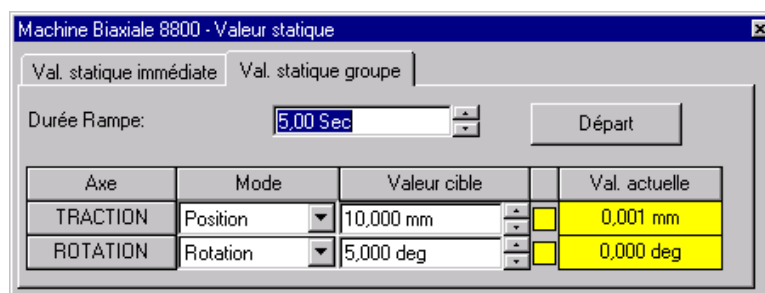 Machine Biaxiale 8800 - Valeur statique
Val. statique immédiate Val. statique groupe
Durée Rampe: 5,00 Sec Départ
Axe Mode Valeur cible Val. actuelle
TRACTION Position 10,000 mm 0,001 mm
ROTATION Rotation 5,000 deg 0,000 deg